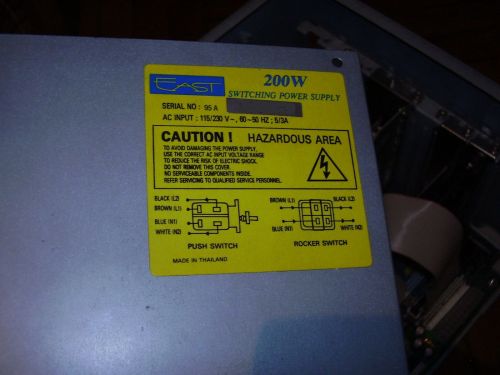 EAST
200W
SWITCHING POWER SUPPLY
SERIAL NO : 95 A
AC INPUT : 115/230 V~, 60~50 HZ ; 5/3A
CAUTION ! HAZARDOUS AREA
TO AVOID DAMAGING THE POWER SUPPLY.
USE THE CORRECT AC INPUT VOLTAGE RANGE
TO REDUCE THE RISK OF ELECTRIC SHOCK.
DO NOT REMOVE THIS COVER.
NO SERVICEABLE COMPONENTS INSIDE.
REFER SERVICING TO QUALIFIED SERVICE PERSONNEL.
BLACK (L2)
BROWN (L1)
BLUE (N1)
WHITE (N2)
PUSH SWITCH
BROWN (L1)
BLACK (L2)
BLUE (N1)
WHITE (N2)
ROCKER SWITCH
MADE IN THAILAND